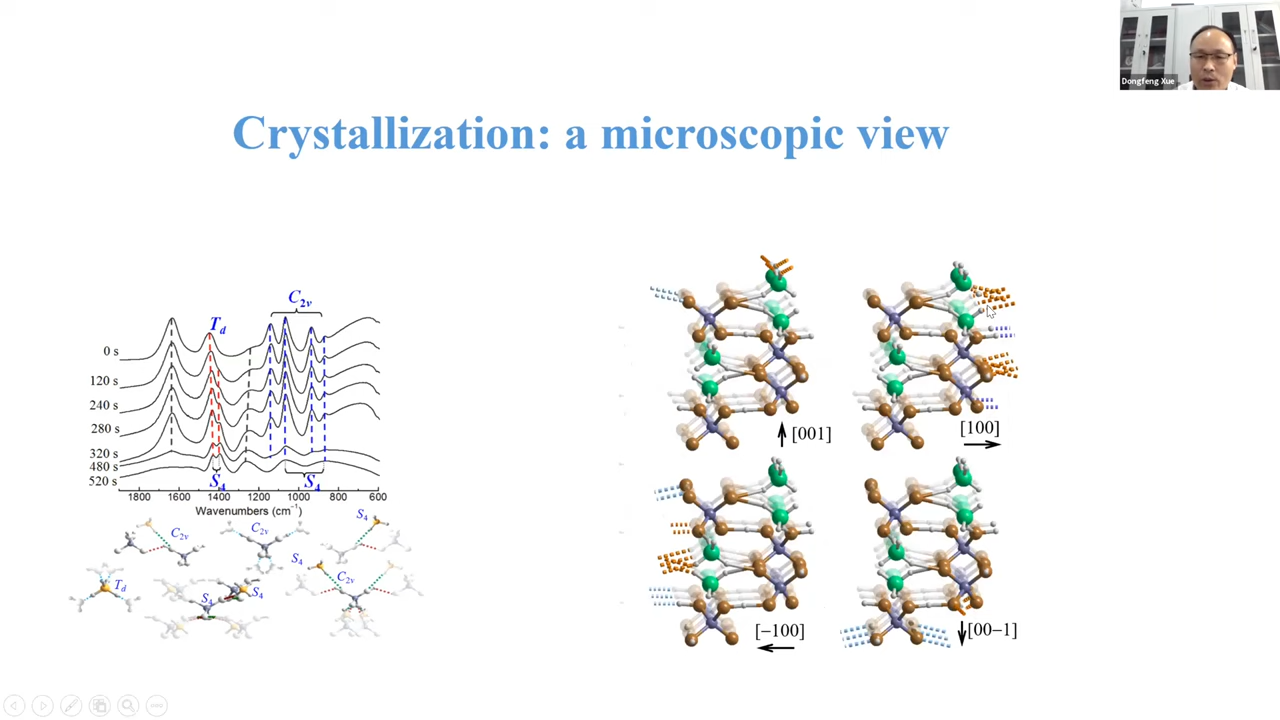 Dongfeng Xue
Crystallization: a microscopic view
C2v
Td
0 s
120 s
240 s
280 s
320 s
480 s
520 s
S4
S4
1800 1600 1400 1200 1000 800 600
Wavenumbers (cm⁻¹)
C2v
C2v
S4
S4
Td
C2v
S4
S4
[001]
[100]
[−100]
[00−1]